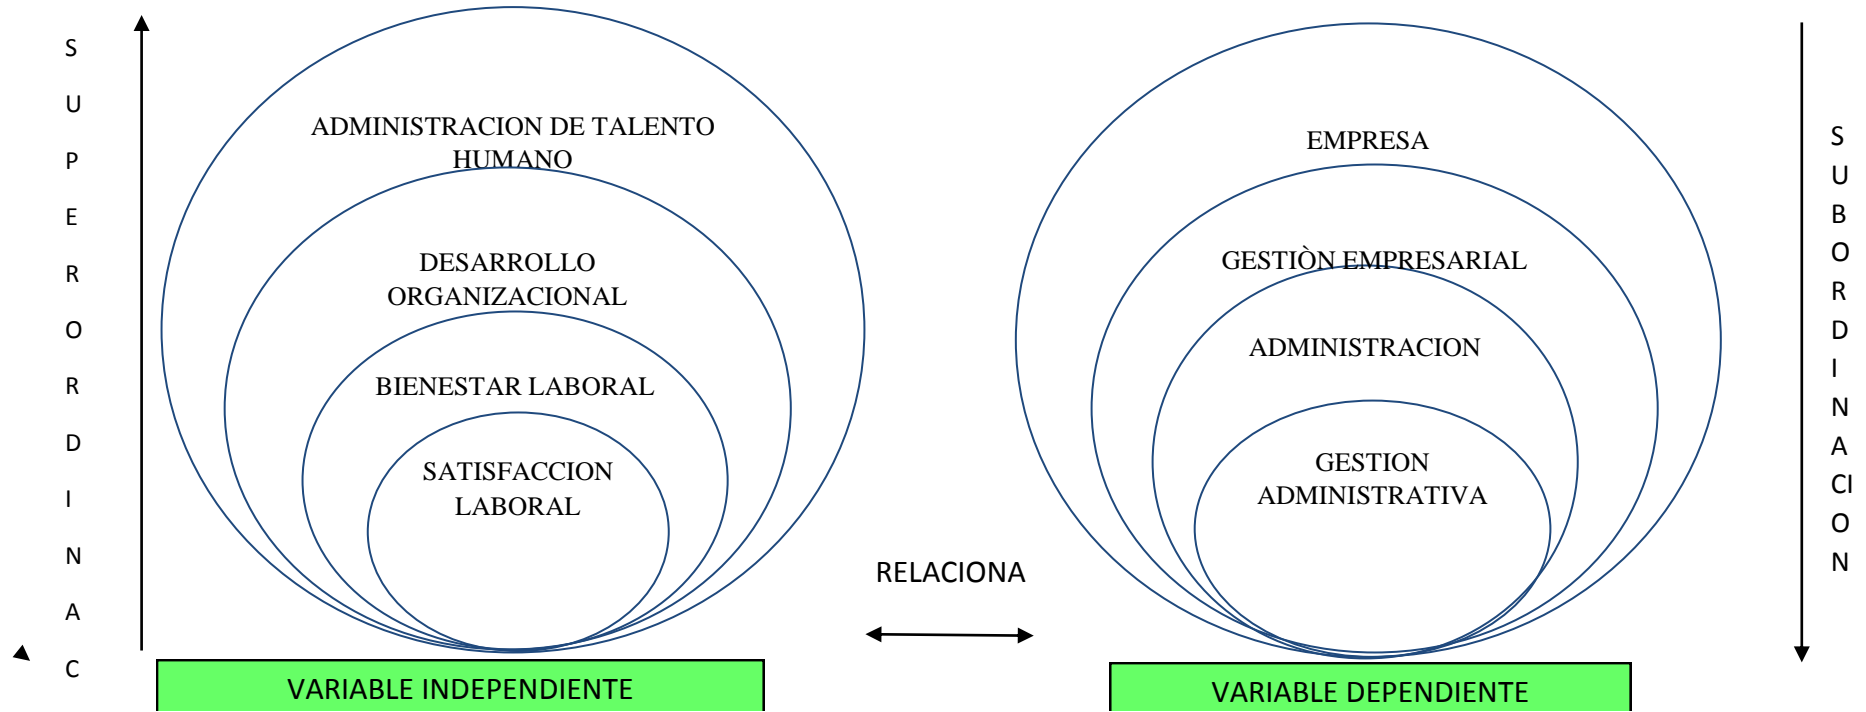 S
U
P
E
R
O
R
D
I
N
A
C
ADMINISTRACION DE TALENTO
HUMANO
DESARROLLO
ORGANIZACIONAL
BIENESTAR LABORAL
SATISFACCION
LABORAL
VARIABLE INDEPENDIENTE
RELACIONA
EMPRESA
GESTIÒN EMPRESARIAL
ADMINISTRACION
GESTION
ADMINISTRATIVA
VARIABLE DEPENDIENTE
S
U
B
O
R
D
I
N
A
CI
O
N